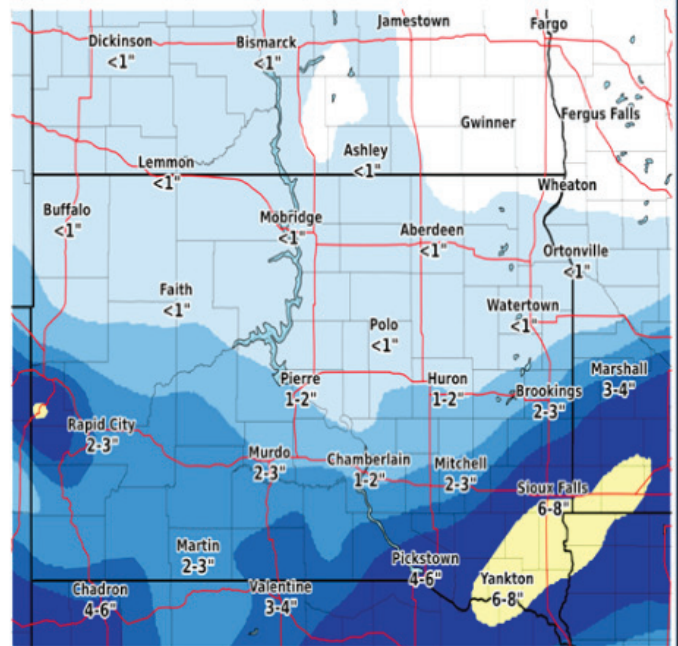 Jamestown
Fargo
Dickinson
<1"
Bismarck
<1"
Fergus Falls
Gwinner
Ashley
<1"
Lemmon
<1"
Wheaton
Buffalo
<1"
Mobridge
<1"
Aberdeen
<1"
Ortonville
<1"
Faith
<1"
Watertown
<1"
Polo
<1"
Marshall
3-4"
Pierre
1-2"
Huron
1-2"
Brookings
2-3"
Rapid City
2-3"
Murdo
2-3"
Chamberlain
1-2"
Mitchell
2-3"
Sioux Falls
6-8"
Martin
2-3"
Pickstown
4-6"
Yankton
6-8"
Chadron
4-6"
Valentine
3-4"